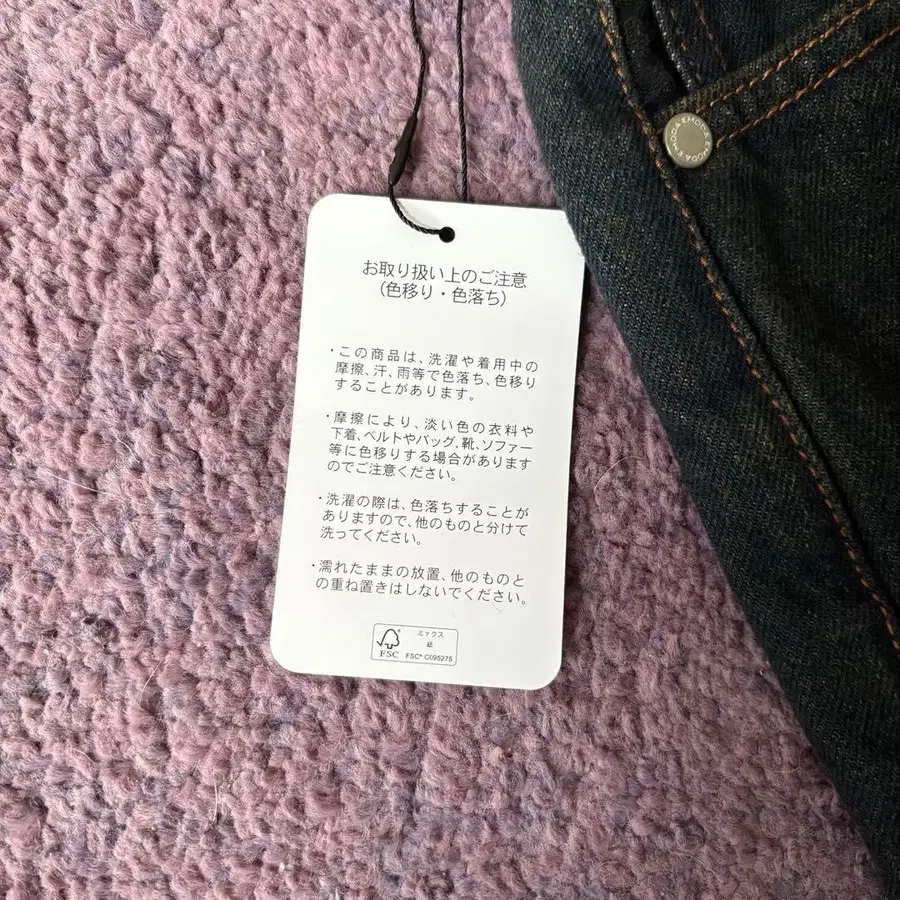 EMODA EMODA EMODA
お取り扱い上のご注意
(色移り・色落ち)
・この商品は、洗濯や着用中の
摩擦、汗、雨等で色落ち、色移り
することがあります。
・摩擦により、淡い色の衣料や
下着、ベルトやバッグ、靴、ソファー
等に色移りする場合があります
のでご注意ください。
・洗濯の際は、色落ちすることが
ありますので、他のものと分けて
洗ってください。
・濡れたままの放置、他のものと
の重ね置きはしないでください。
ミックス
紙
FSC FSC® C095275